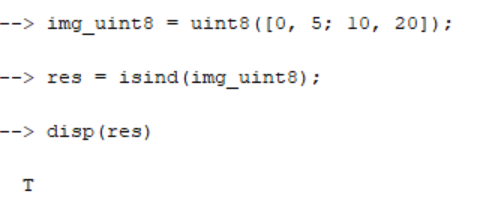 --> img_uint8 = uint8([0, 5; 10, 20]);
--> res = isind(img_uint8);
--> disp(res)
T